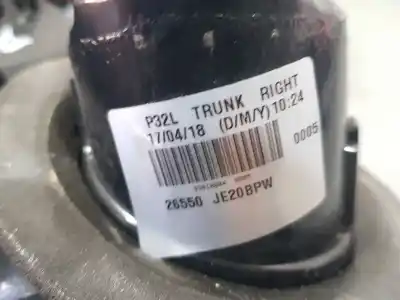 P32L TRUNK RIGHT
17/04/18 (D/M/Y)10:24
0005
26550 JE20BPW